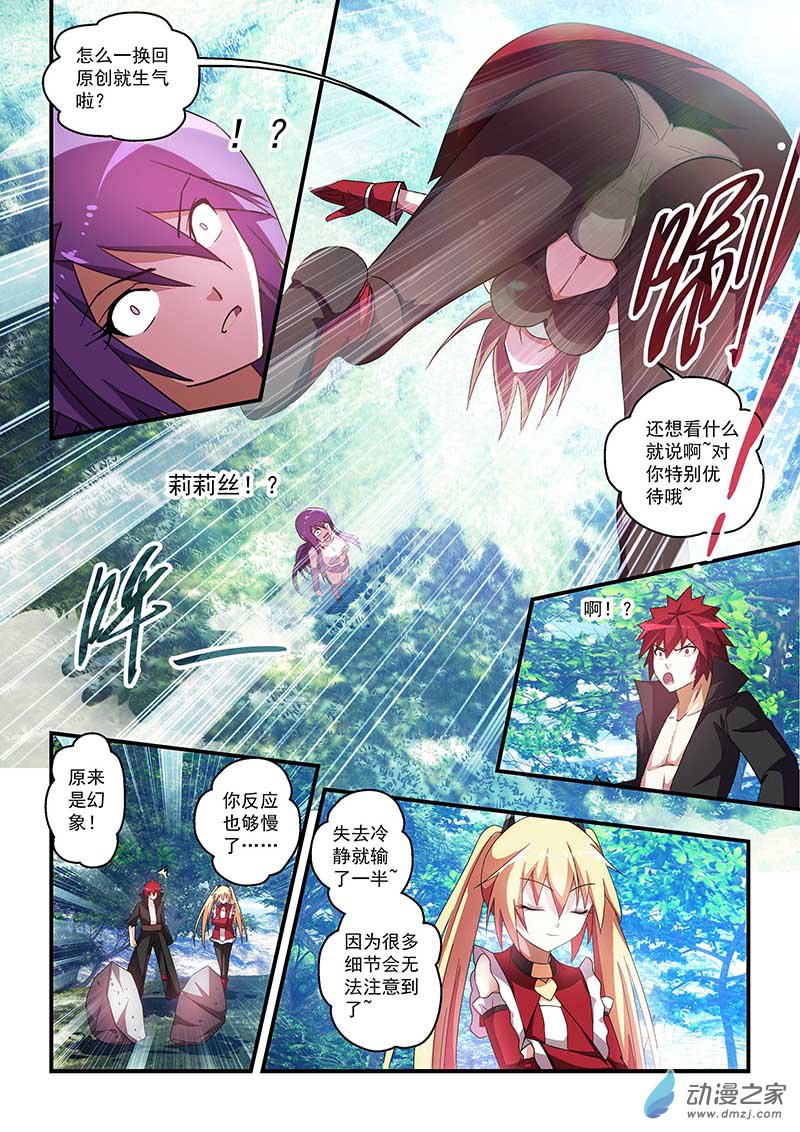 怎么一换回
原创就生气
啦？
！？
唰
还想看什么
就说啊~对
你特别优
待哦~
莉莉丝！？
咔——
啊！？
原来
是幻
象！
你反应
也够慢
了……
失去冷
静就输
了一半~
因为很多
细节会无
法注意到
了~
动漫之家
www.dmzj.com